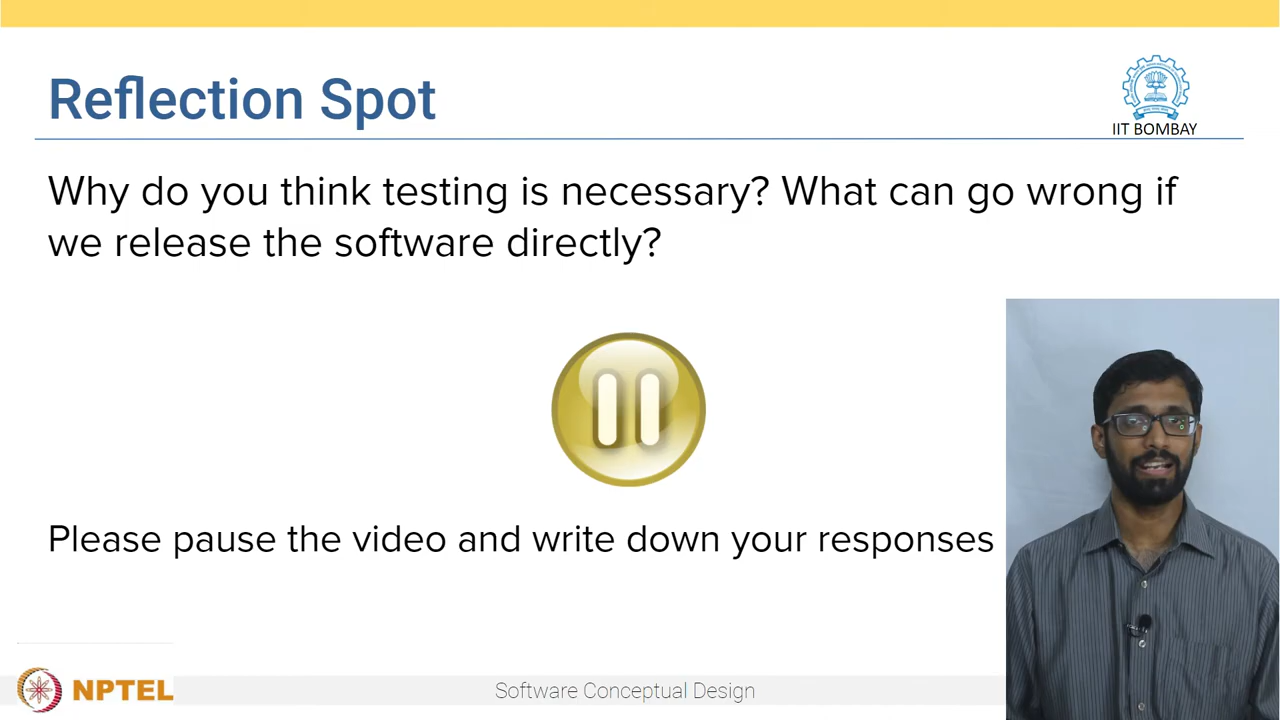 Reflection Spot
IIT BOMBAY
Why do you think testing is necessary? What can go wrong if
we release the software directly?
Please pause the video and write down your responses
NPTEL
Software Conceptual Design